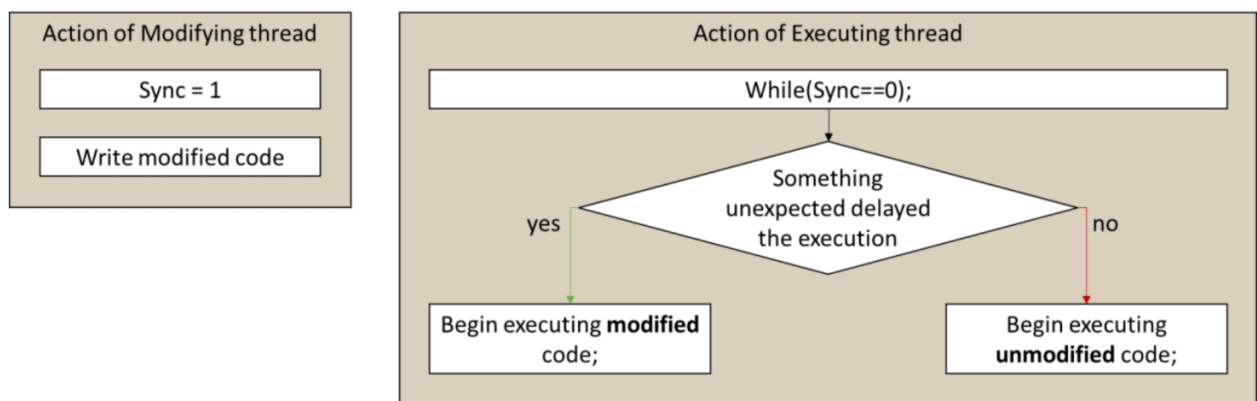 Action of Modifying thread
Sync = 1
Write modified code
Action of Executing thread
While(Sync==0);
Something
unexpected delayed
the execution
yes
no
Begin executing modified
code;
Begin executing
unmodified code;